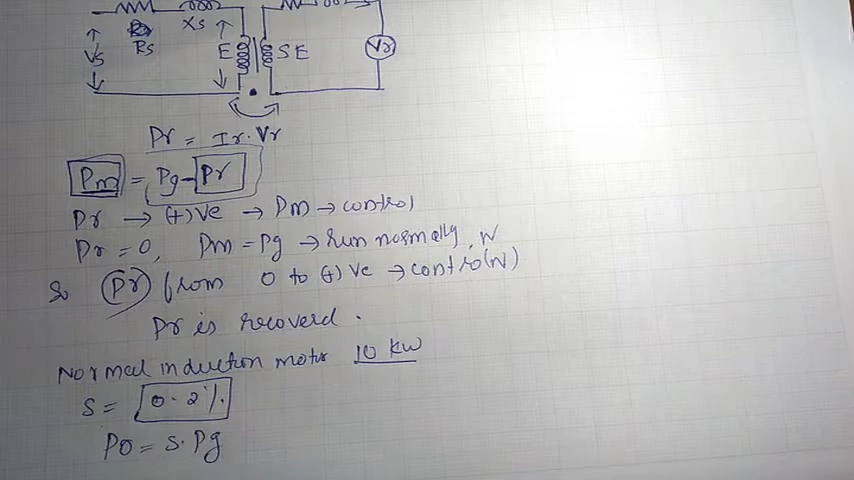 Xs
Vs Rs E SE Vr
Pr = Ir. Vr
Pm = Pg - Pr
Pr → (+)ve → Pm → control
Pr = 0, Pm = Pg → run normally, N
So Pr from 0 to (+)ve → control(N)
Pr is recoverd.
Normal induction motor 10 kw
S = 0-2%.
PO = S.Pg